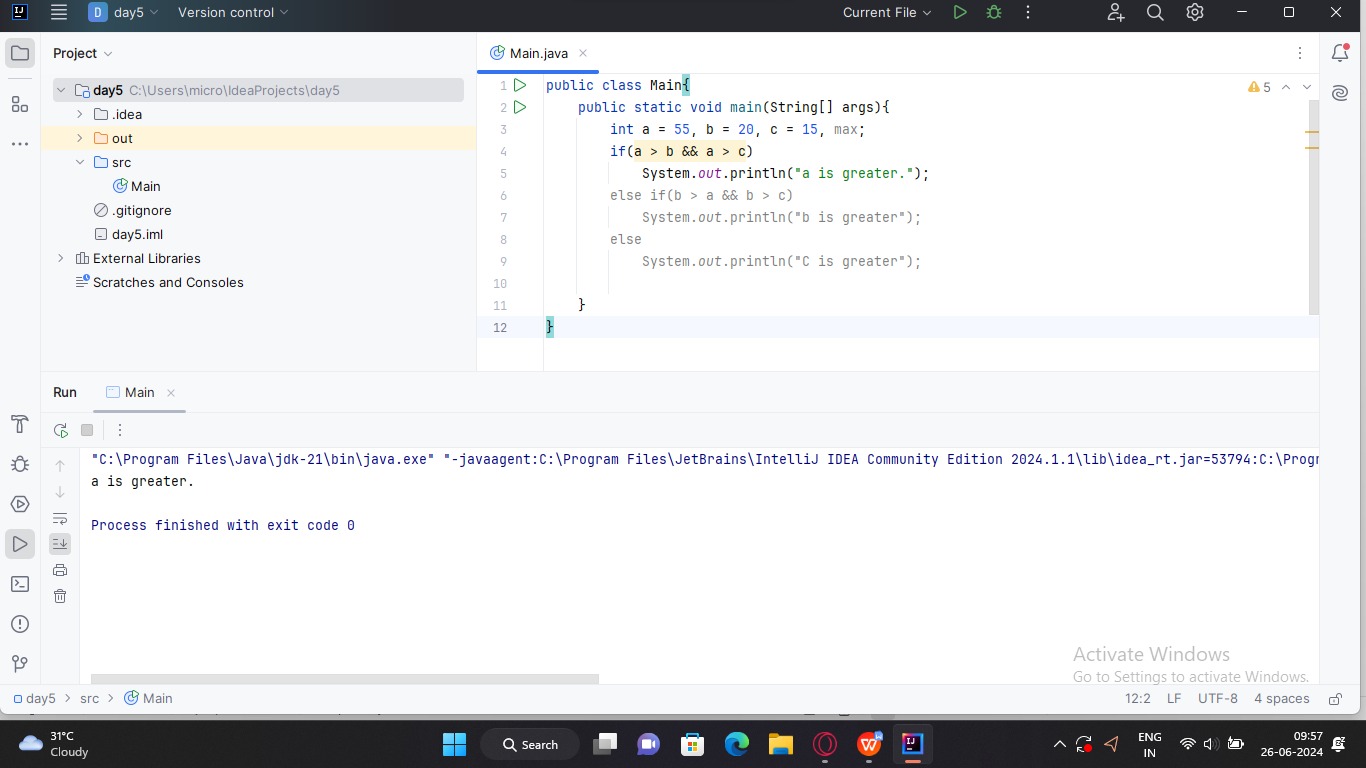 IJ
D day5 Version control Current File
Project
Main.java
day5 C:\Users\micro\IdeaProjects\day5
.idea
out
src
Main
.gitignore
day5.iml
External Libraries
Scratches and Consoles
5
1 public class Main{
2 public static void main(String[] args){
3 int a = 55, b = 20, c = 15, max;
4 if(a > b && a > c)
5 System.out.println("a is greater.");
6 else if(b > a && b > c)
7 System.out.println("b is greater");
8 else
9 System.out.println("C is greater");
10
11 }
12 }
Run Main
"C:\Program Files\Java\jdk-21\bin\java.exe" "-javaagent:C:\Program Files\JetBrains\IntelliJ IDEA Community Edition 2024.1.1\lib\idea_rt.jar=53794:C:\Progr
a is greater.
Process finished with exit code 0
Activate Windows
Go to Settings to activate Windows.
day5 > src > Main 12:2 LF UTF-8 4 spaces
31°C
Cloudy
Search
W
IJ
ENG
IN
09:57
26-06-2024